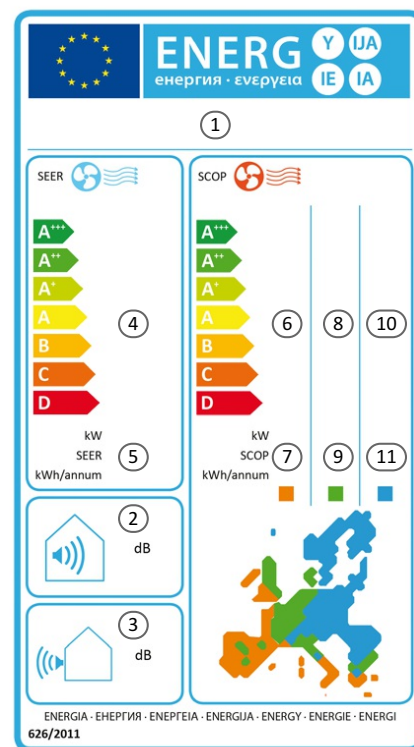 ENERG Y IJA
енергия · ενεργεια IE IA
1
SEER
A+++
A++
A+
A
B
C
D
4
kW
SEER
kWh/annum
5
SCOP
A+++
A++
A+
A
B
C
D
6 8 10
kW
SCOP
kWh/annum
7 9 11
2
dB
3
dB
ENERGIA · ЕНЕРГИЯ · ΕΝΕΡΓΕΙΑ · ENERGIJA · ENERGY · ENERGIE · ENERGI
626/2011